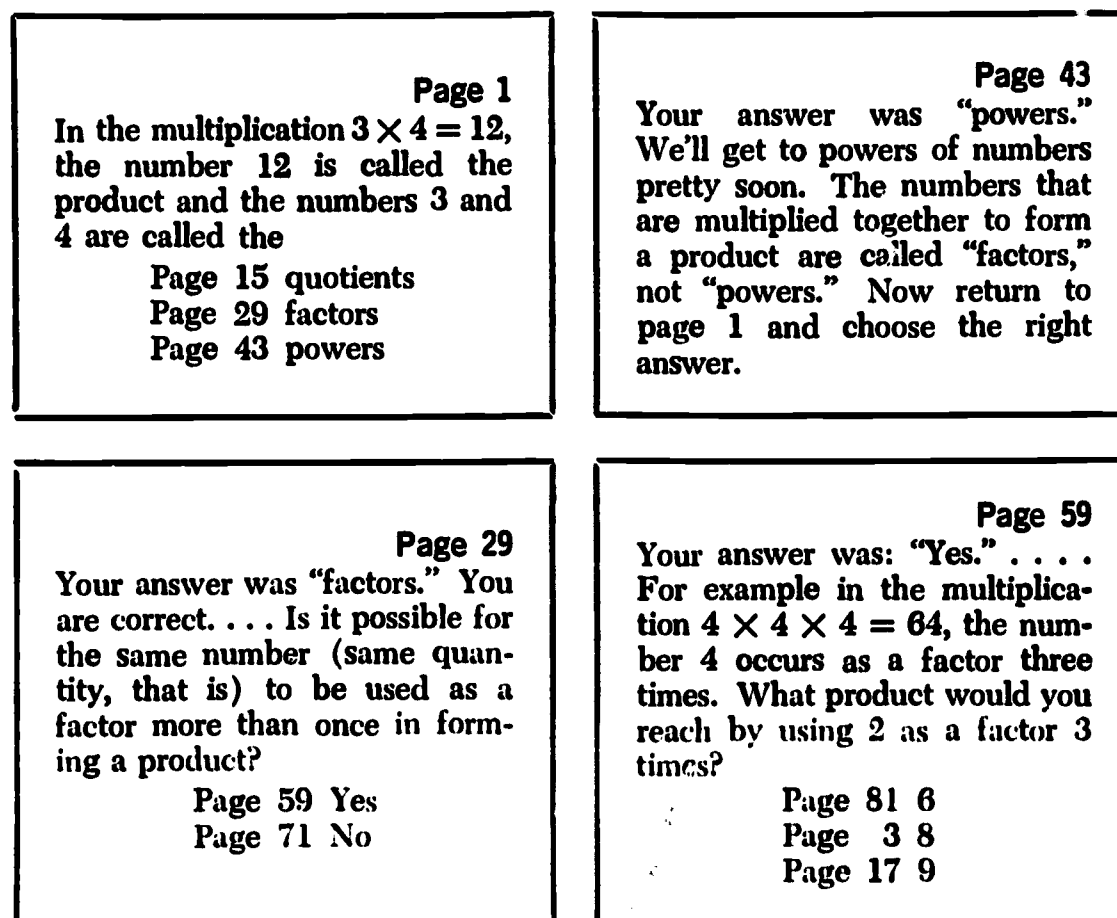 Page 1
In the multiplication 3 × 4 = 12,
the number 12 is called the
product and the numbers 3 and
4 are called the
Page 15 quotients
Page 29 factors
Page 43 powers
Page 43
Your answer was “powers.”
We’ll get to powers of numbers
pretty soon. The numbers that
are multiplied together to form
a product are called “factors,”
not “powers.” Now return to
page 1 and choose the right
answer.
Page 29
Your answer was “factors.” You
are correct. . . . Is it possible for
the same number (same quan-
tity, that is) to be used as a
factor more than once in form-
ing a product?
Page 59 Yes
Page 71 No
Page 59
Your answer was: “Yes.” . . . .
For example in the multiplica-
tion 4 × 4 × 4 = 64, the num-
ber 4 occurs as a factor three
times. What product would you
reach by using 2 as a factor 3
times?
Page 81 6
Page 3 8
Page 17 9